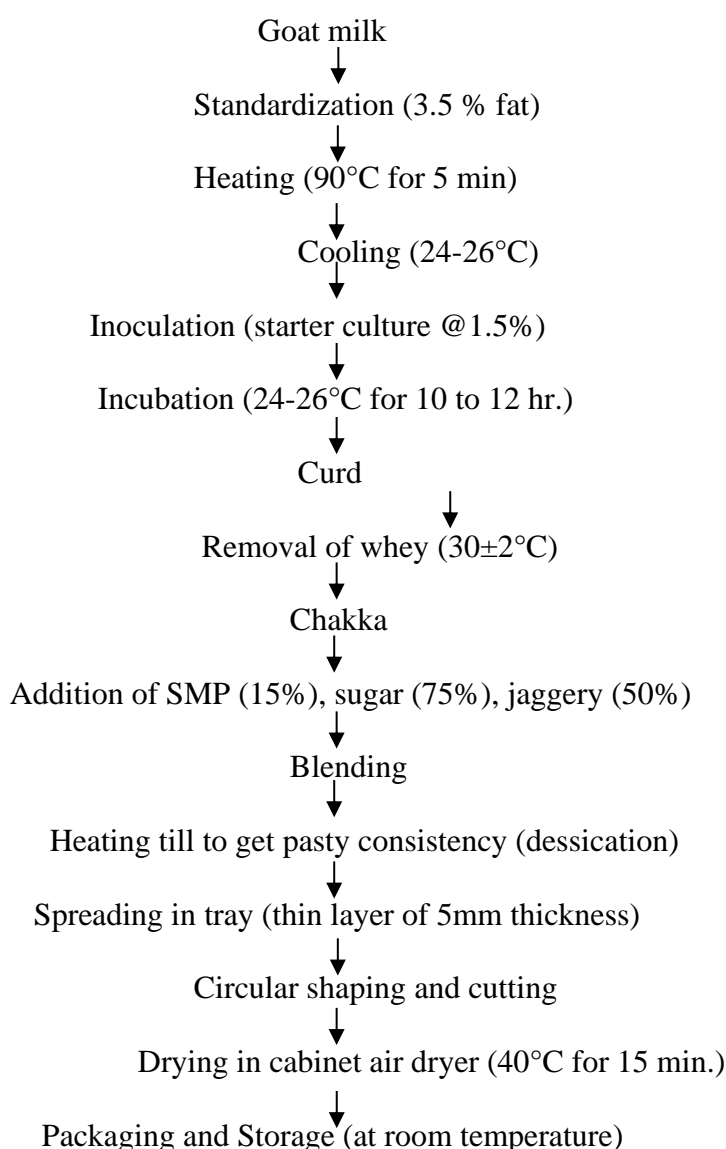 Goat milk
Standardization (3.5 % fat)
Heating (90°C for 5 min)
Cooling (24-26°C)
Inoculation (starter culture @1.5%)
Incubation (24-26°C for 10 to 12 hr.)
Curd
Removal of whey (30±2°C)
Chakka
Addition of SMP (15%), sugar (75%), jaggery (50%)
Blending
Heating till to get pasty consistency (dessication)
Spreading in tray (thin layer of 5mm thickness)
Circular shaping and cutting
Drying in cabinet air dryer (40°C for 15 min.)
Packaging and Storage (at room temperature)